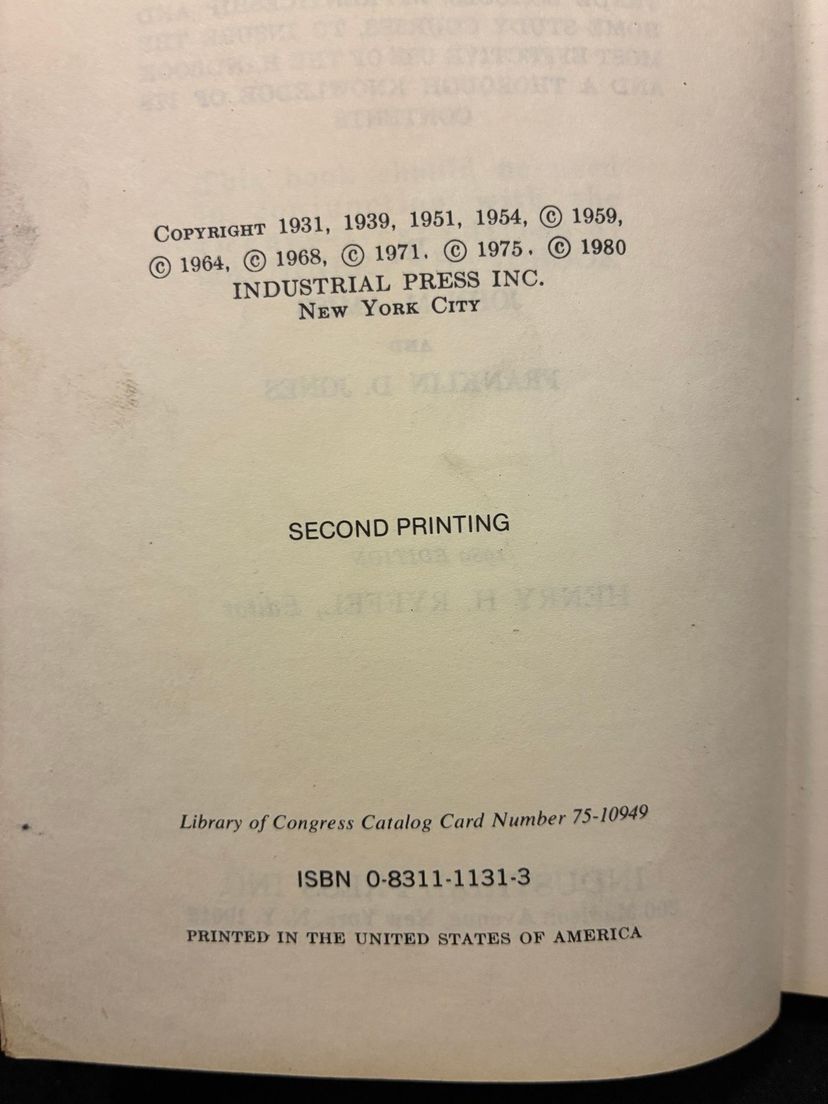 COPYRIGHT 1931, 1939, 1951, 1954, © 1959,
© 1964, © 1968, © 1971. © 1975. © 1980
INDUSTRIAL PRESS INC.
NEW YORK CITY
SECOND PRINTING
Library of Congress Catalog Card Number 75-10949
ISBN 0-8311-1131-3
PRINTED IN THE UNITED STATES OF AMERICA